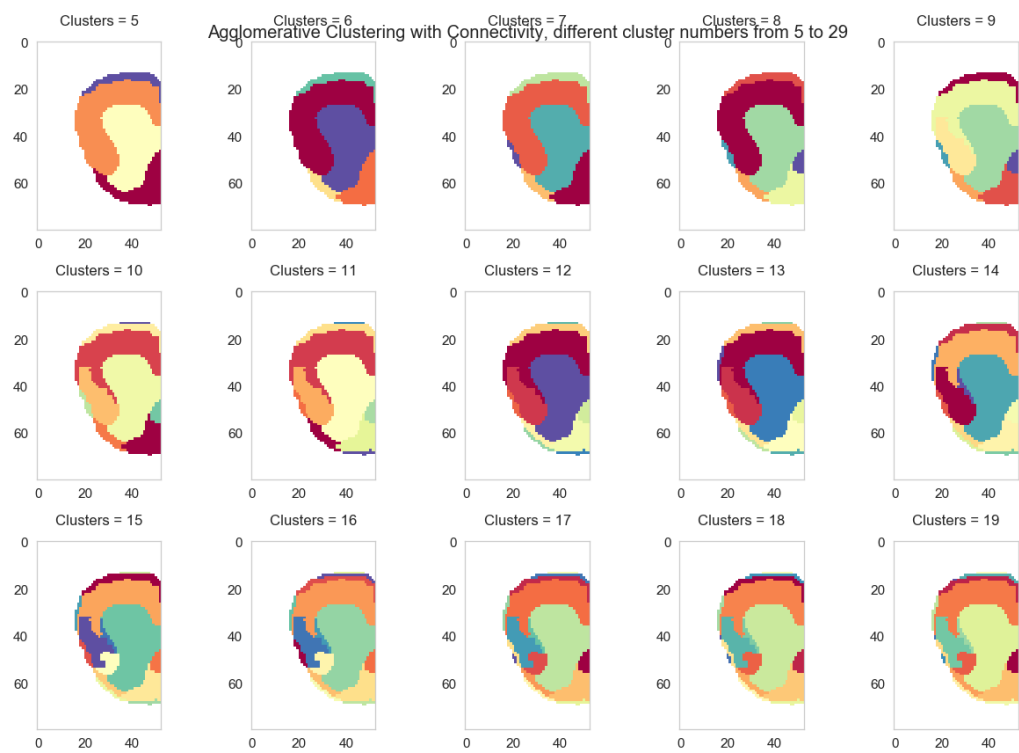 Clusters = 5 Clusters = 6 Clusters = 7 Clusters = 8 Clusters = 9
Agglomerative Clustering with Connectivity, different cluster numbers from 5 to 29
0 0 0 0 0
20 20 20 20 20
40 40 40 40 40
60 60 60 60 60
0 20 40 0 20 40 0 20 40 0 20 40 0 20 40
Clusters = 10 Clusters = 11 Clusters = 12 Clusters = 13 Clusters = 14
0 0 0 0 0
20 20 20 20 20
40 40 40 40 40
60 60 60 60 60
0 20 40 0 20 40 0 20 40 0 20 40 0 20 40
Clusters = 15 Clusters = 16 Clusters = 17 Clusters = 18 Clusters = 19
0 0 0 0 0
20 20 20 20 20
40 40 40 40 40
60 60 60 60 60
0 20 40 0 20 40 0 20 40 0 20 40 0 20 40